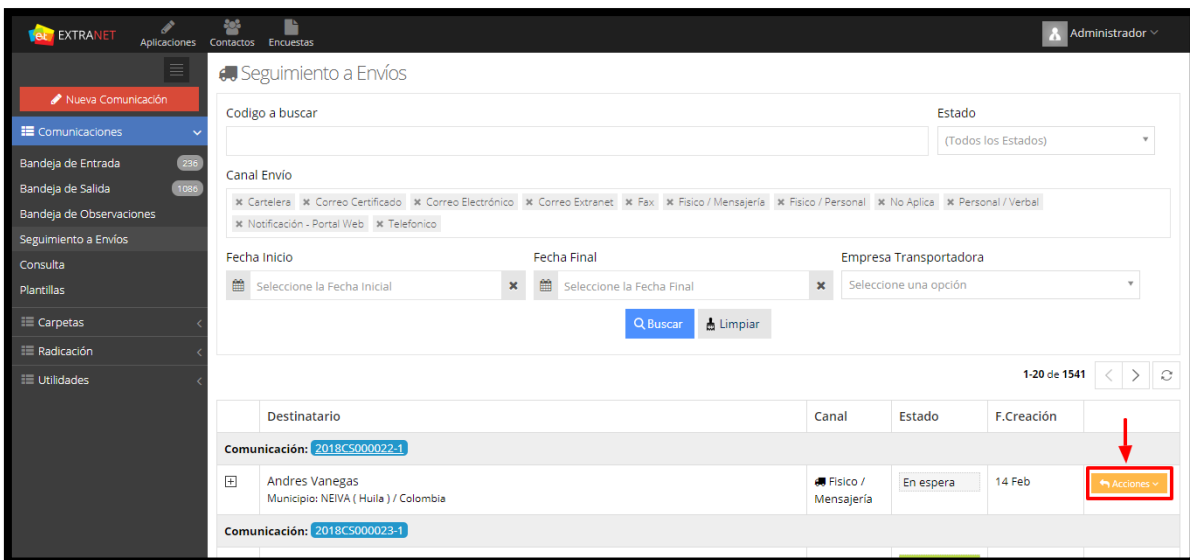 ec EXTRANET
Aplicaciones Contactos Encuestas
Administrador
Nueva Comunicación
Comunicaciones
Bandeja de Entrada 236
Bandeja de Salida 1086
Bandeja de Observaciones
Seguimiento a Envíos
Consulta
Plantillas
Carpetas
Radicación
Utilidades
Seguimiento a Envíos
Codigo a buscar
Estado
(Todos los Estados)
Canal Envío
Cartelera Correo Certificado Correo Electrónico Correo Extranet Fax Fisico / Mensajería Fisico / Personal No Aplica Personal / Verbal
Notificación - Portal Web Telefonico
Fecha Inicio Fecha Final Empresa Transportadora
Seleccione la Fecha Inicial Seleccione la Fecha Final Seleccione una opción
Buscar Limpiar
1-20 de 1541
Destinatario Canal Estado F.Creación
Comunicación: 2018CS000022-1
Andres Vanegas Fisico / En espera 14 Feb Acciones
Municipio: NEIVA ( Huila ) / Colombia Mensajería
Comunicación: 2018CS000023-1